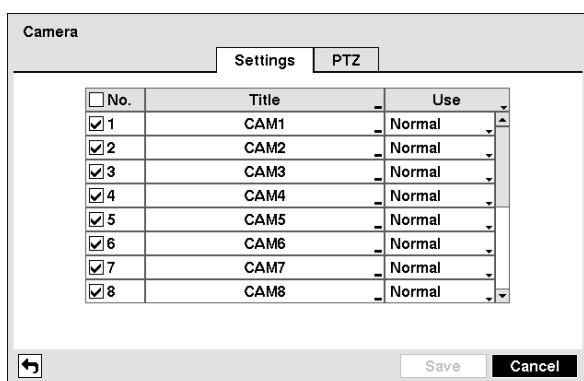 Camera
Settings PTZ
No. Title Use
1 CAM1 Normal
2 CAM2 Normal
3 CAM3 Normal
4 CAM4 Normal
5 CAM5 Normal
6 CAM6 Normal
7 CAM7 Normal
8 CAM8 Normal
Save Cancel